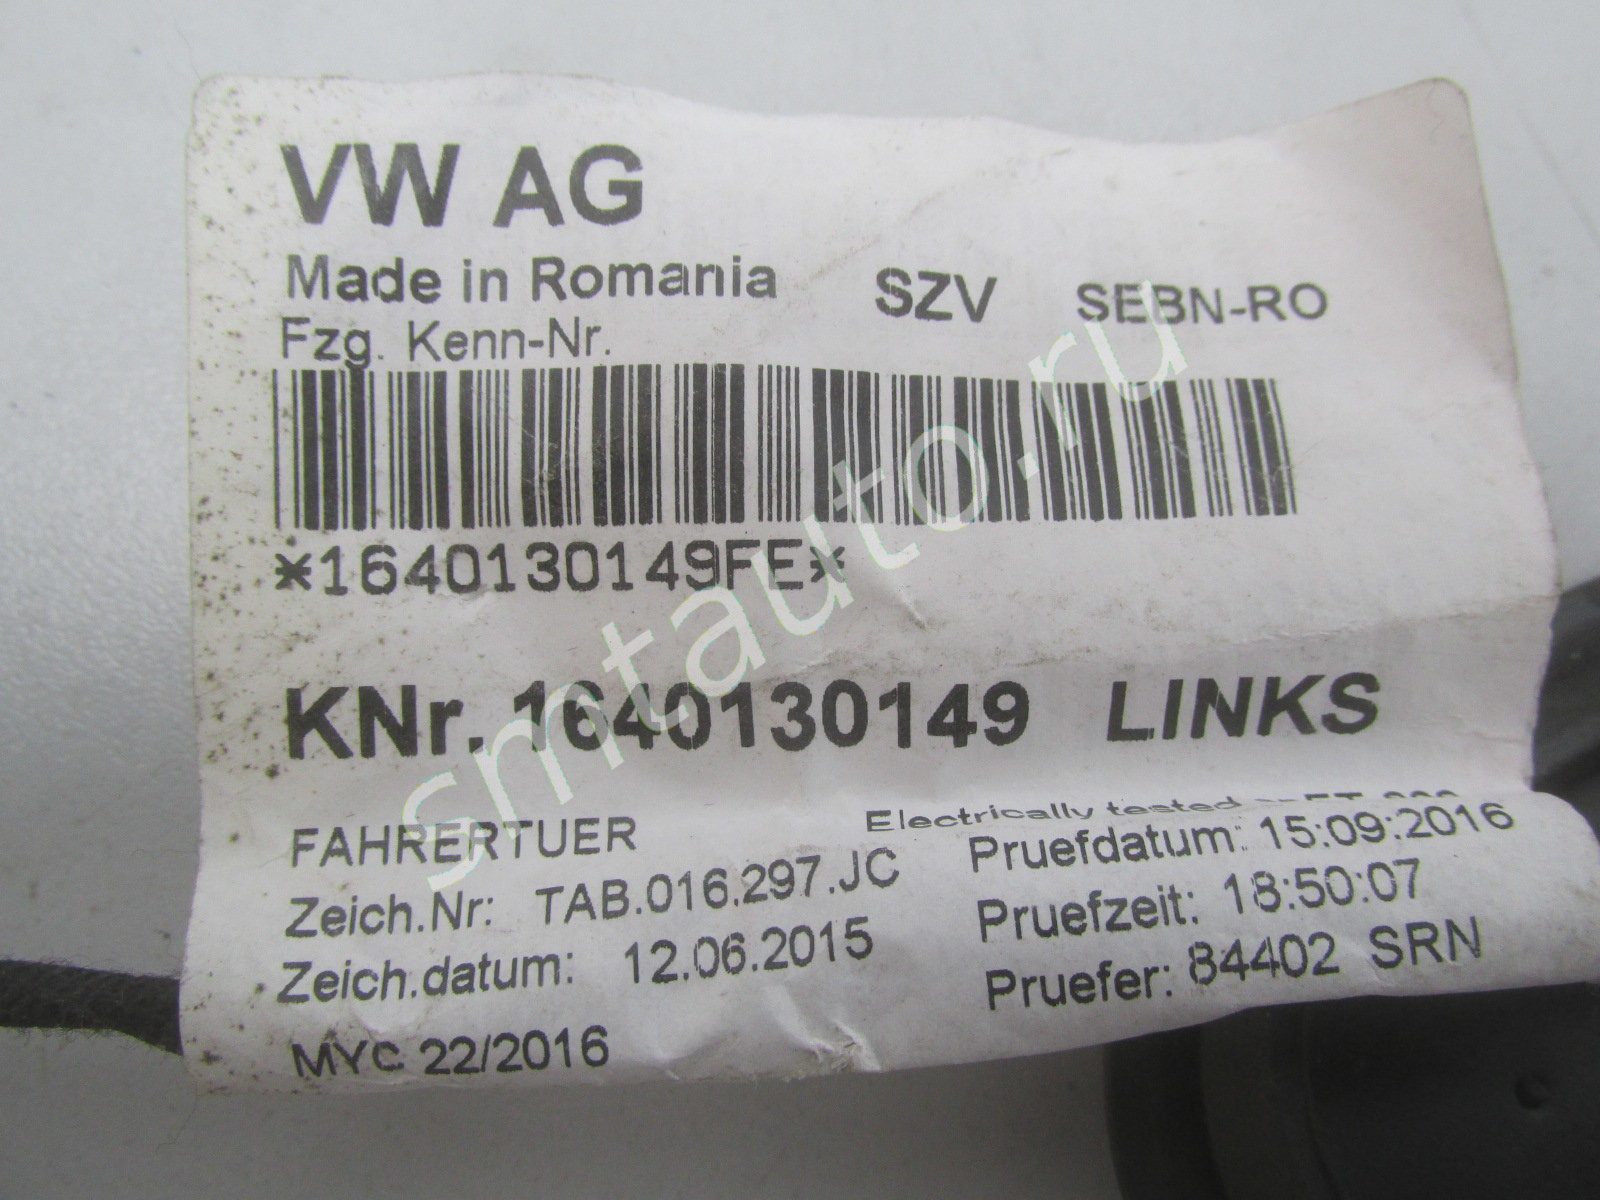 VW AG
Made in Romania SZV SEBN-RO
Fzg. Kenn-Nr.
*1640130149FE*
KNr. 1640130149 LINKS
FAHRERTUER
Electrically tested
Zeich.Nr: TAB.016.297.JC
Pruefdatum: 15:09:2016
Zeich.datum: 12.06.2015
Pruefzeit: 18:50:07
MYC 22/2016
Pruefer: 84402 SRN
smtauto.ru